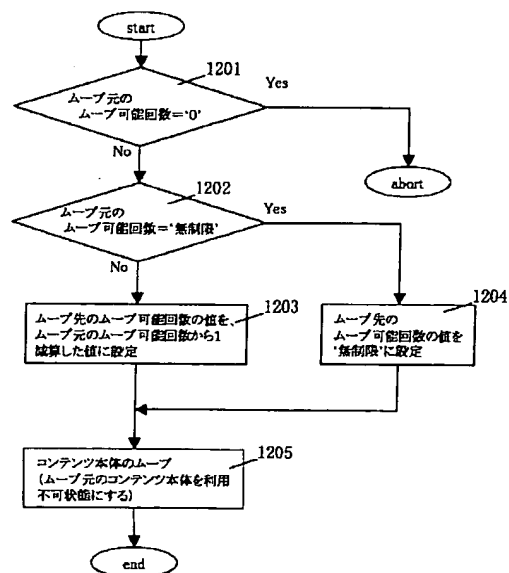 start
1201
Yes
ムーブ元の
ムーブ可能回数='0'
No
abort
1202
Yes
ムーブ元の
ムーブ可能回数='無制限'
No
1203
ムーブ先のムーブ可能回数の値を、
ムーブ元のムーブ可能回数から1
減算した値に設定
1204
ムーブ先の
ムーブ可能回数の値を
'無制限'に設定
1205
コンテンツ本体のムーブ
(ムーブ元のコンテンツ本体を利用
不可状態にする)
end